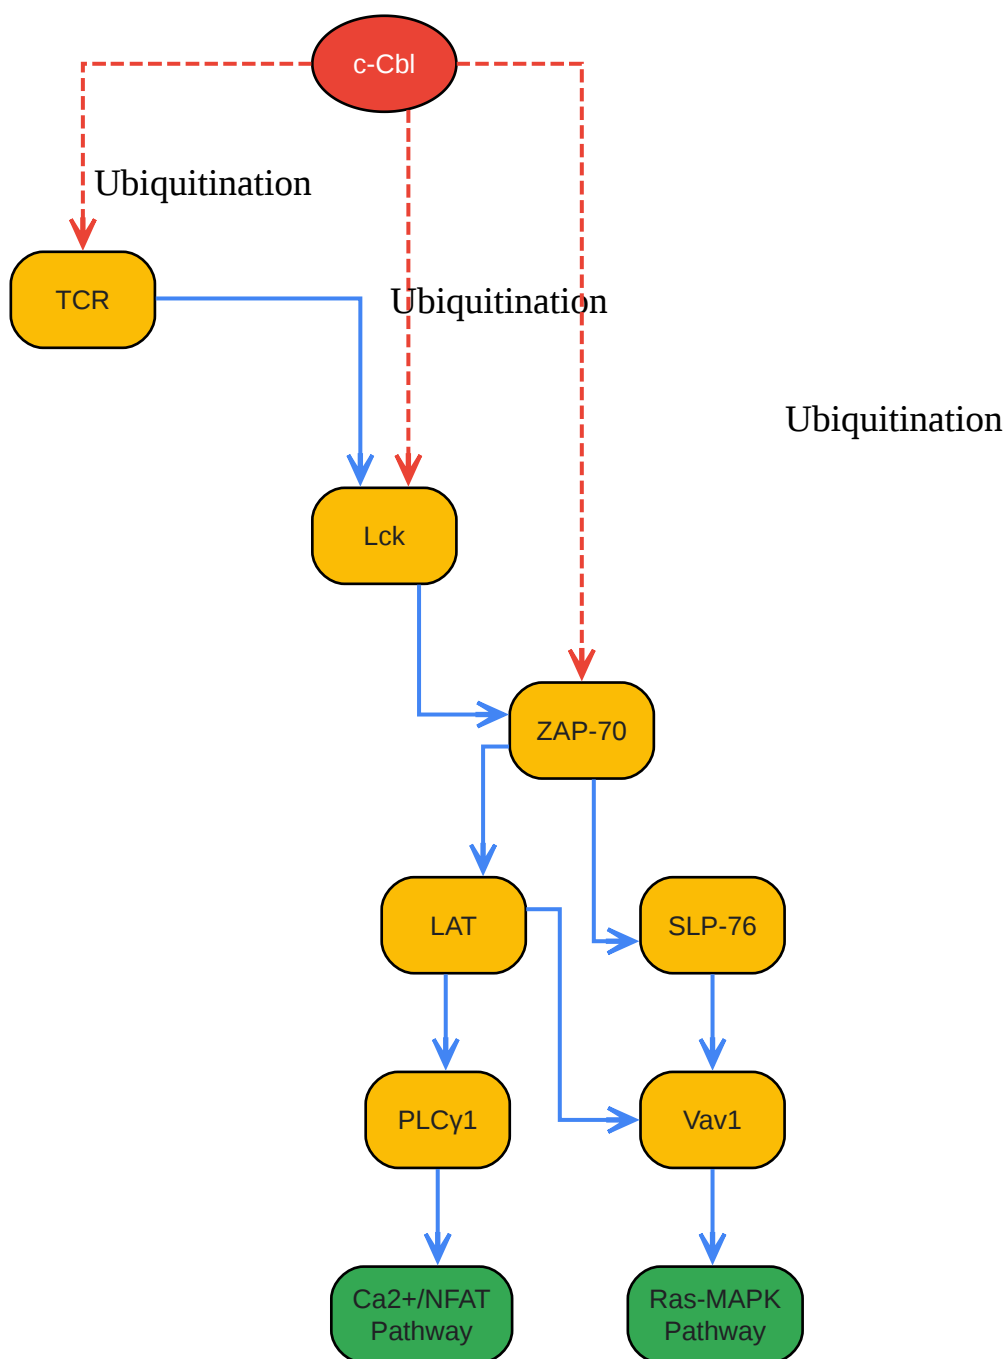 c-Cbl
Ubiquitination
TCR
Ubiquitination
Ubiquitination
Lck
ZAP-70
LAT
SLP-76
PLCγ1
Vav1
Ca2+/NFAT
Pathway
Ras-MAPK
Pathway